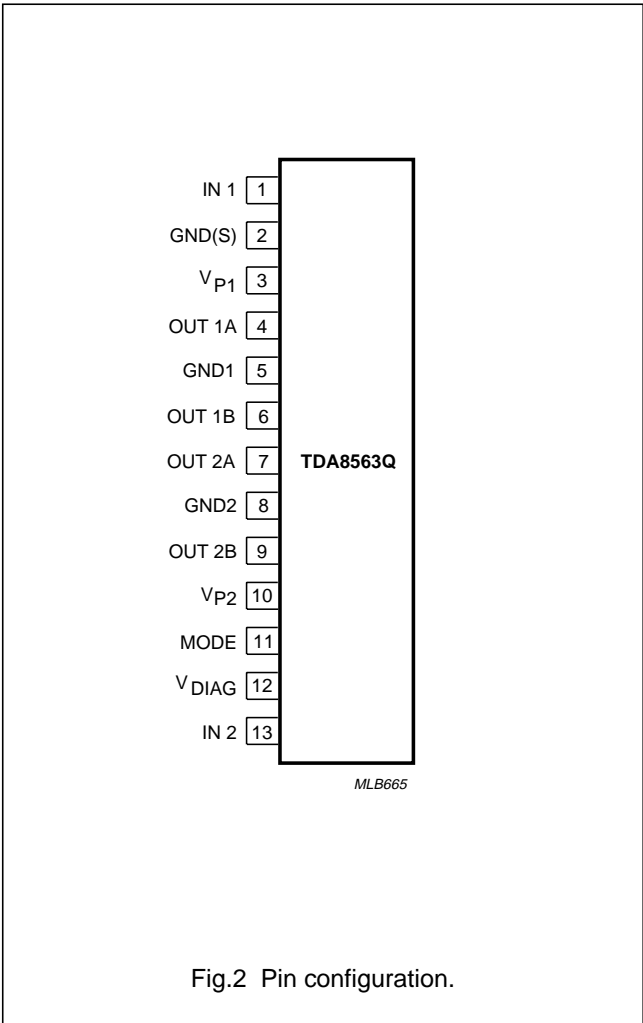 IN 1 1
GND(S) 2
VP1 3
OUT 1A 4
GND1 5
OUT 1B 6
OUT 2A 7 TDA8563Q
GND2 8
OUT 2B 9
VP2 10
MODE 11
VDIAG 12
IN 2 13
MLB665
Fig.2 Pin configuration.